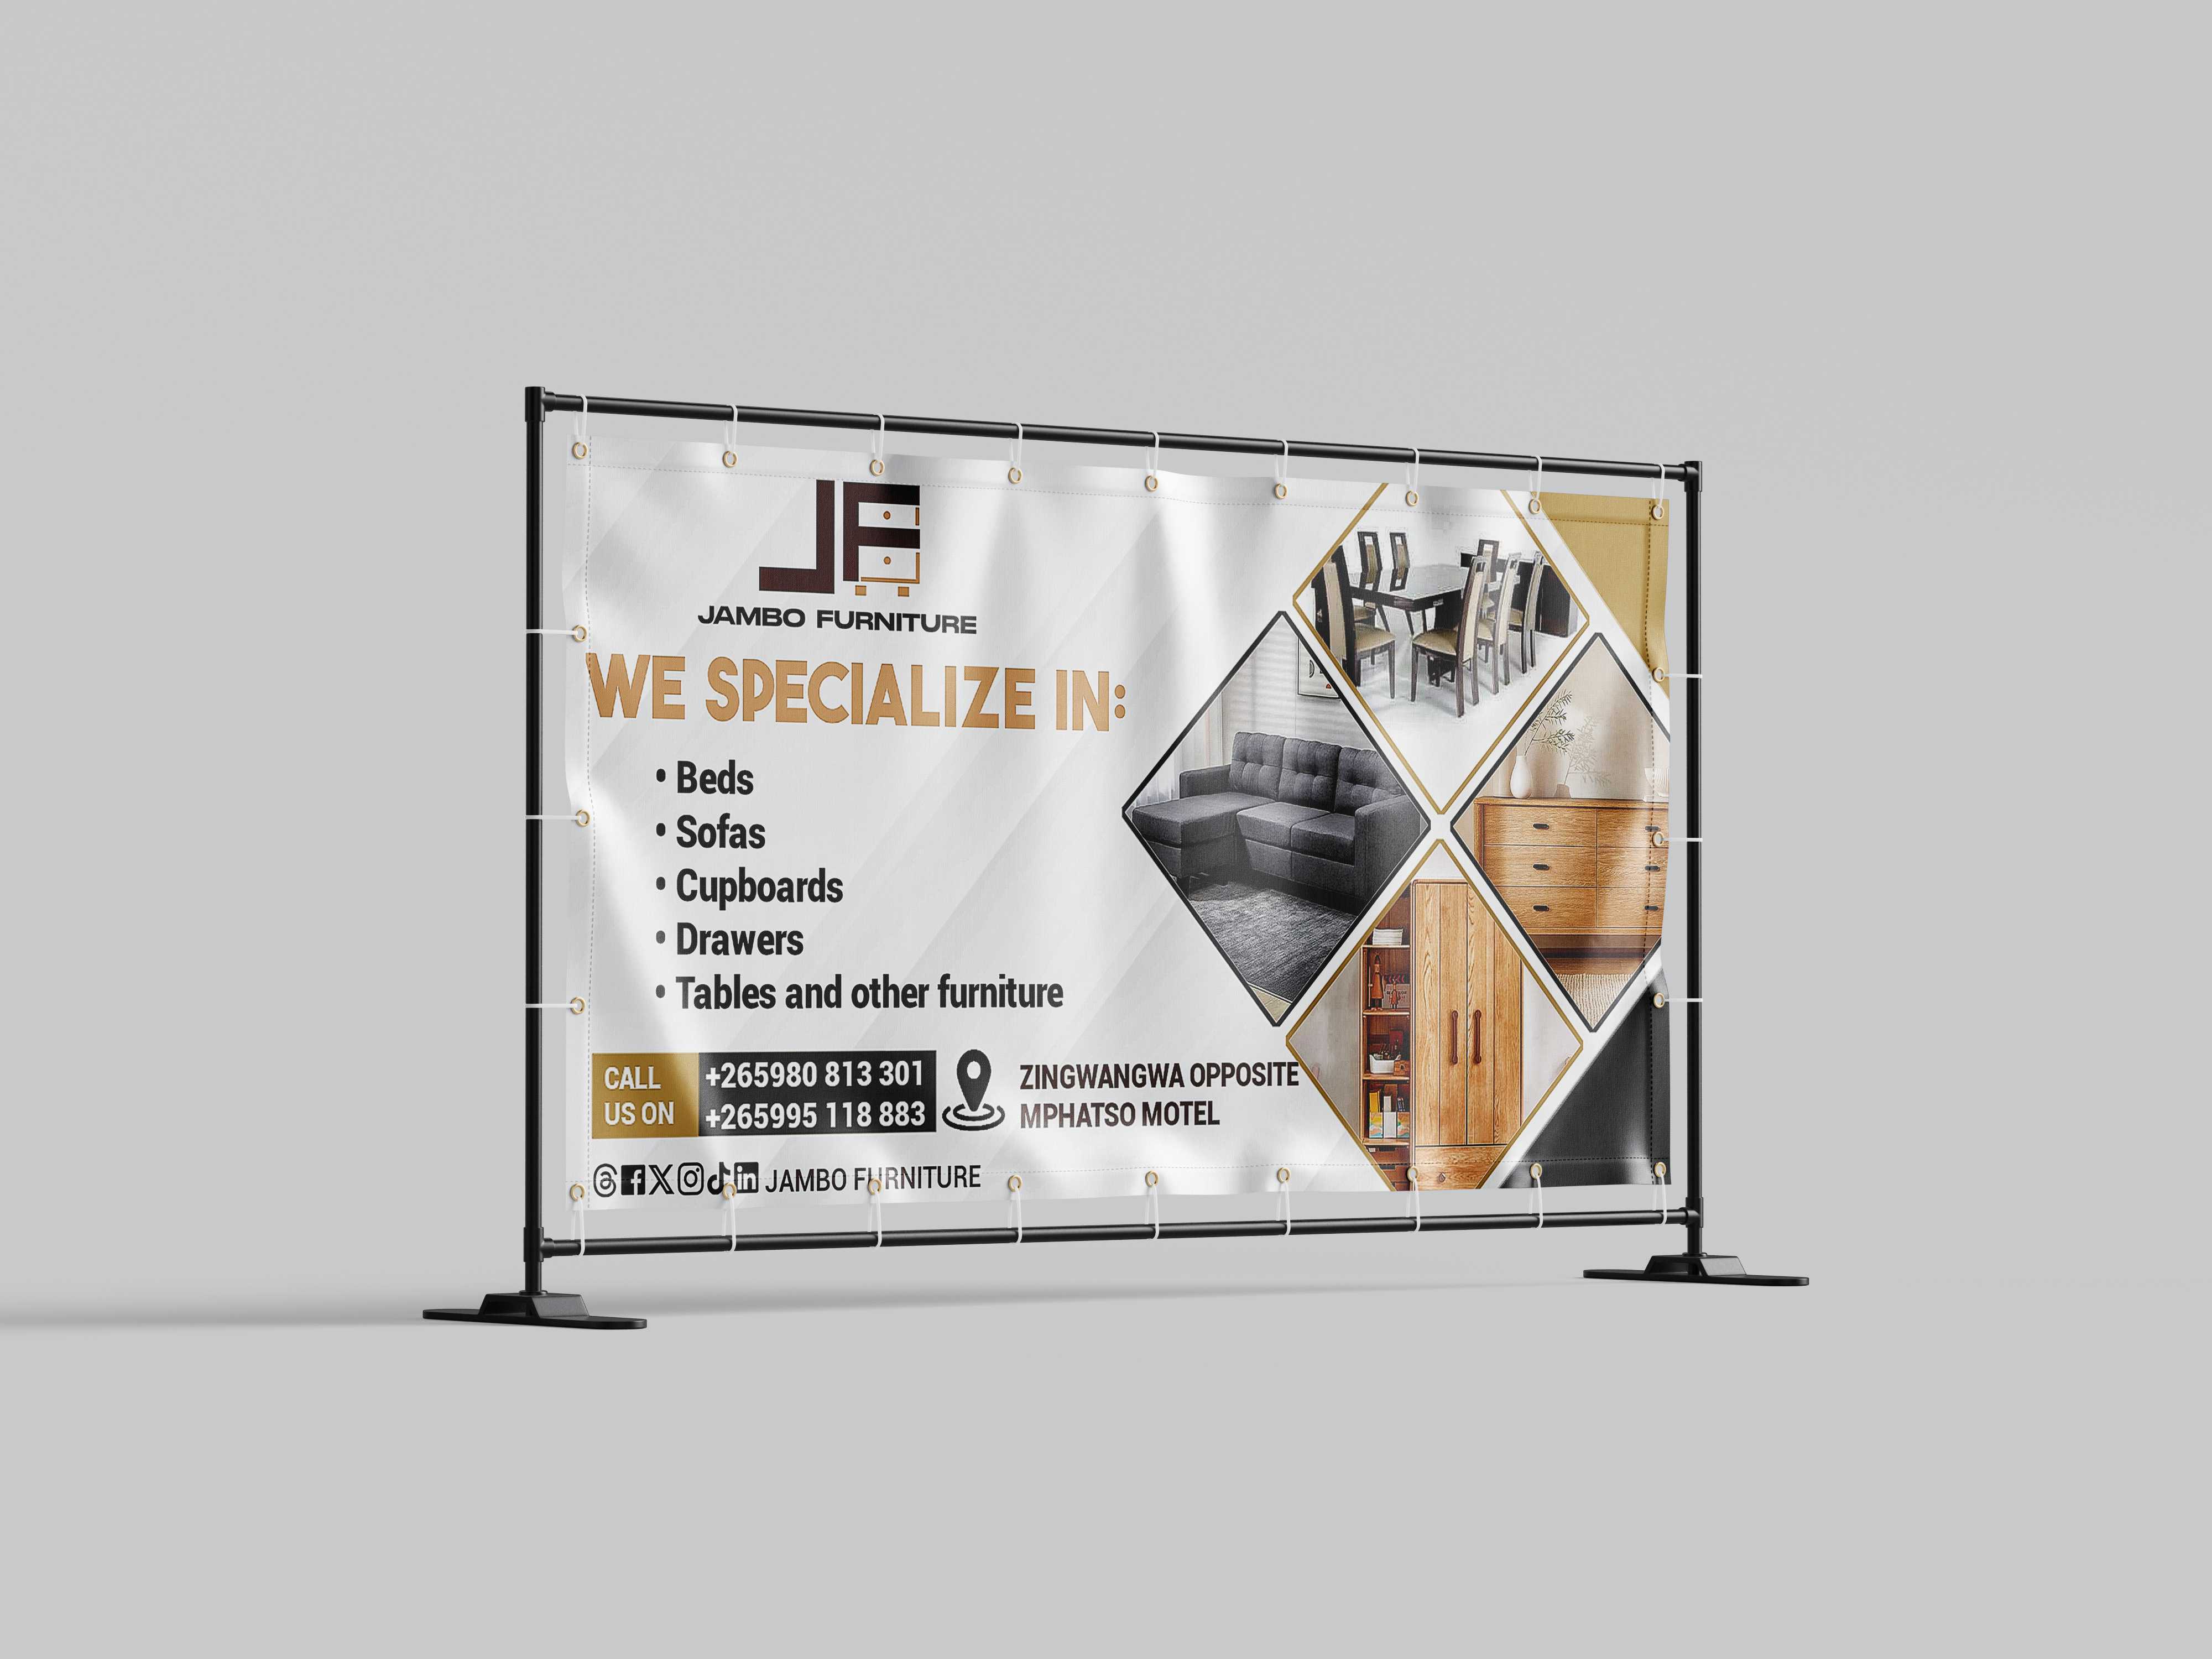 JF
JAMBO FURNITURE
WE SPECIALIZE IN:
• Beds
• Sofas
• Cupboards
• Drawers
• Tables and other furniture
CALL US ON
+265980 813 301
+265995 118 883
ZINGWANGWA OPPOSITE
MPHATSO MOTEL
JAMBO FURNITURE